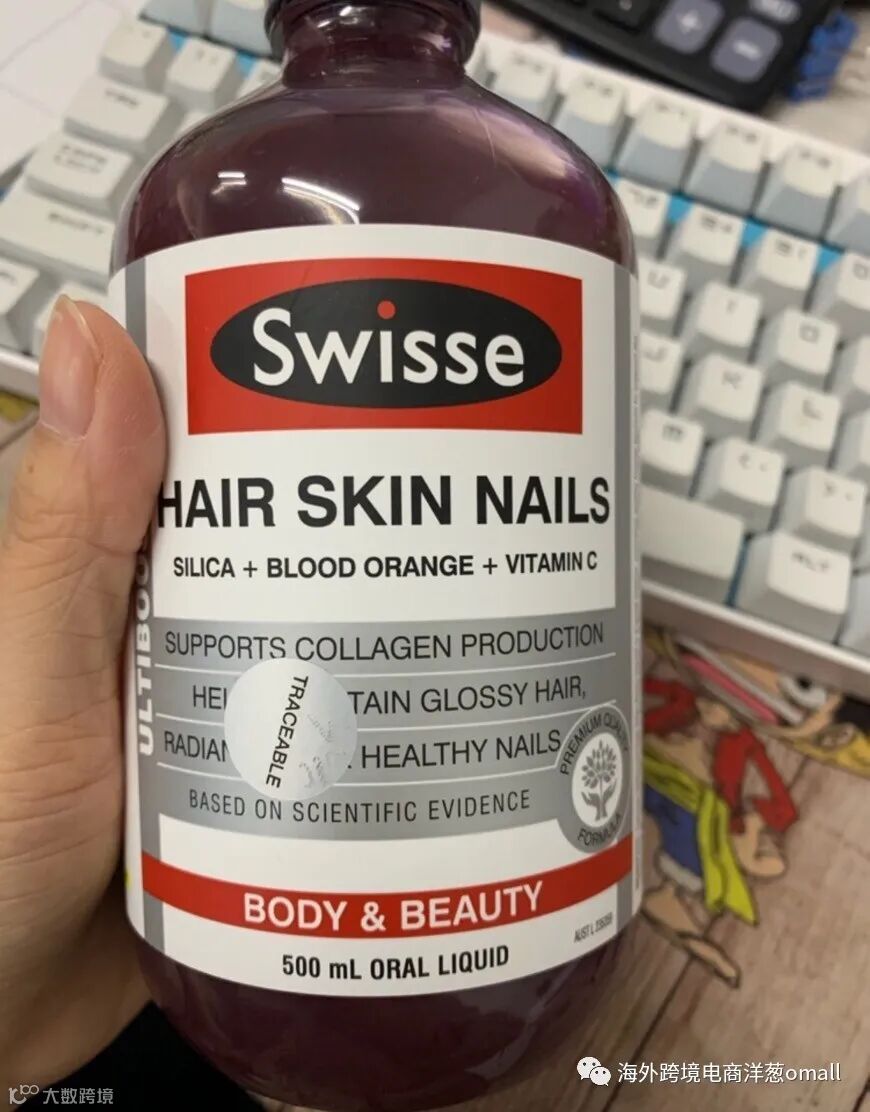 Swisse
HAIR SKIN NAILS
SILICA + BLOOD ORANGE + VITAMIN C
ULTIBOO
SUPPORTS COLLAGEN PRODUCTION
HEL TAIN GLOSSY HAIR,
RADIAN HEALTHY NAILS
TRACEABLE
BASED ON SCIENTIFIC EVIDENCE
PREMIUM QUALITY
FORMULA
BODY & BEAUTY
500 mL ORAL LIQUID
海外跨境电商洋葱omall
大数跨境